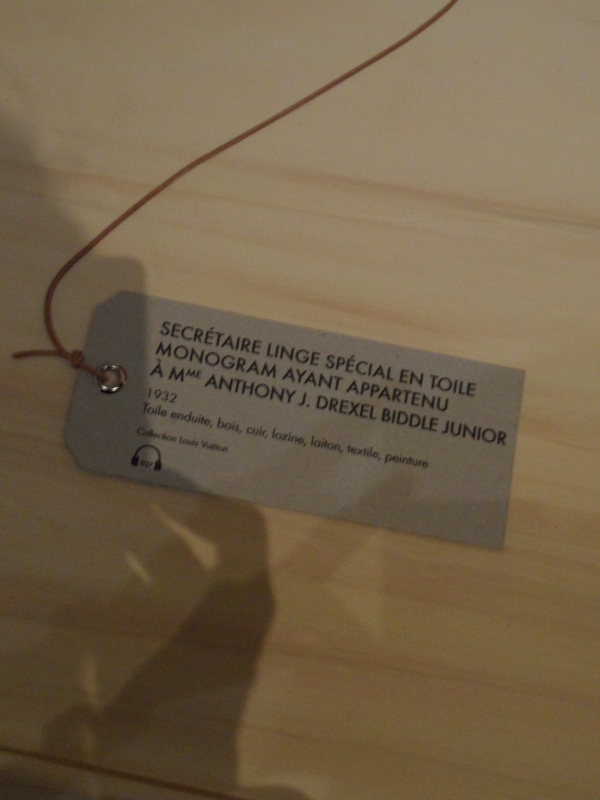 SECRÉTAIRE LINGE SPÉCIAL EN TOILE
MONOGRAM AYANT APPARTENU
À MME ANTHONY J. DREXEL BIDDLE JUNIOR
1932
Toile enduite, bois, cuir, lozine, laiton, textile, peinture
Collection Louis Vuitton